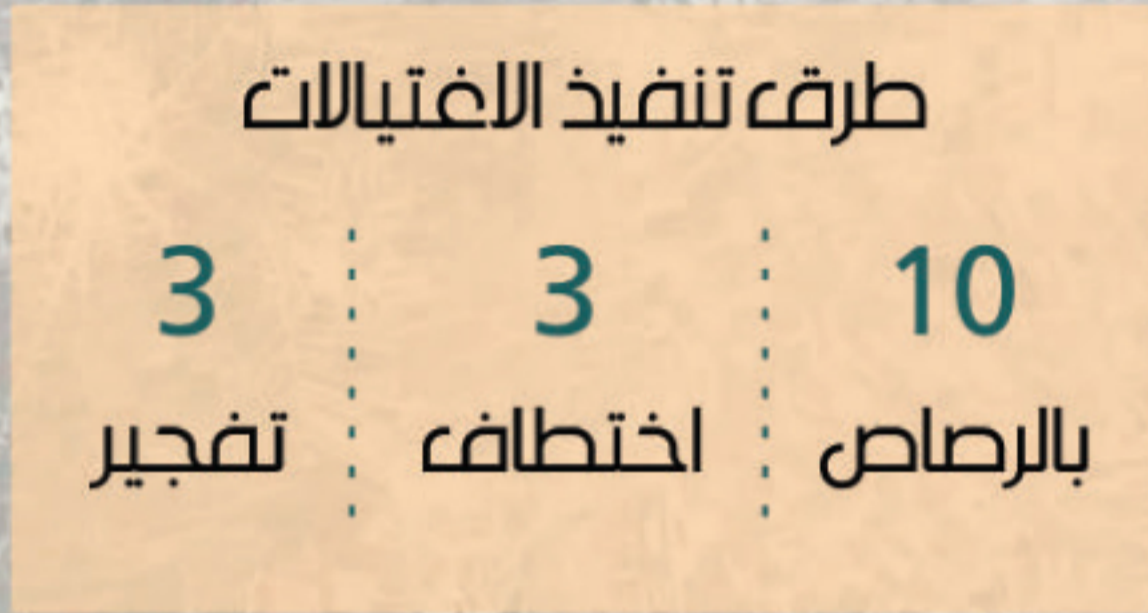 طرق تنفيذ الاغتيالات
10 3 3
بالرصاص اختطاف تفجير